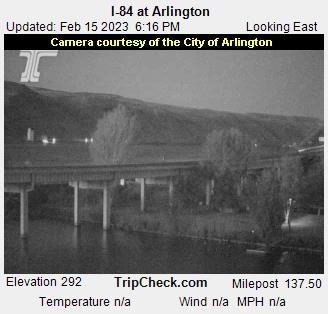 I-84 at Arlington
Updated: Feb 15 2023 6:16 PM Looking East
Camera courtesy of the City of Arlington
Elevation 292 TripCheck.com Milepost 137.50
Temperature n/a Wind n/a MPH n/a